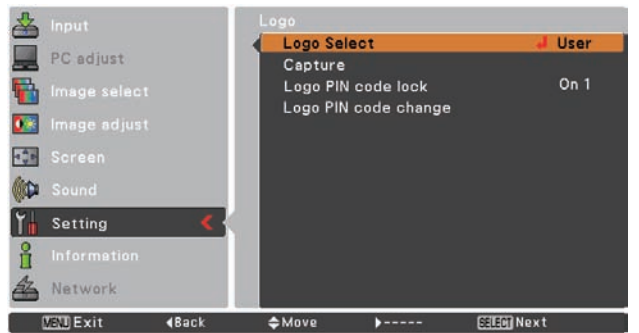 Input
PC adjust
Image select
Image adjust
Screen
Sound
Setting
Information
Network
Logo
Logo Select User
Capture
Logo PIN code lock On 1
Logo PIN code change
MENU Exit Back Move ----- SELECT Next